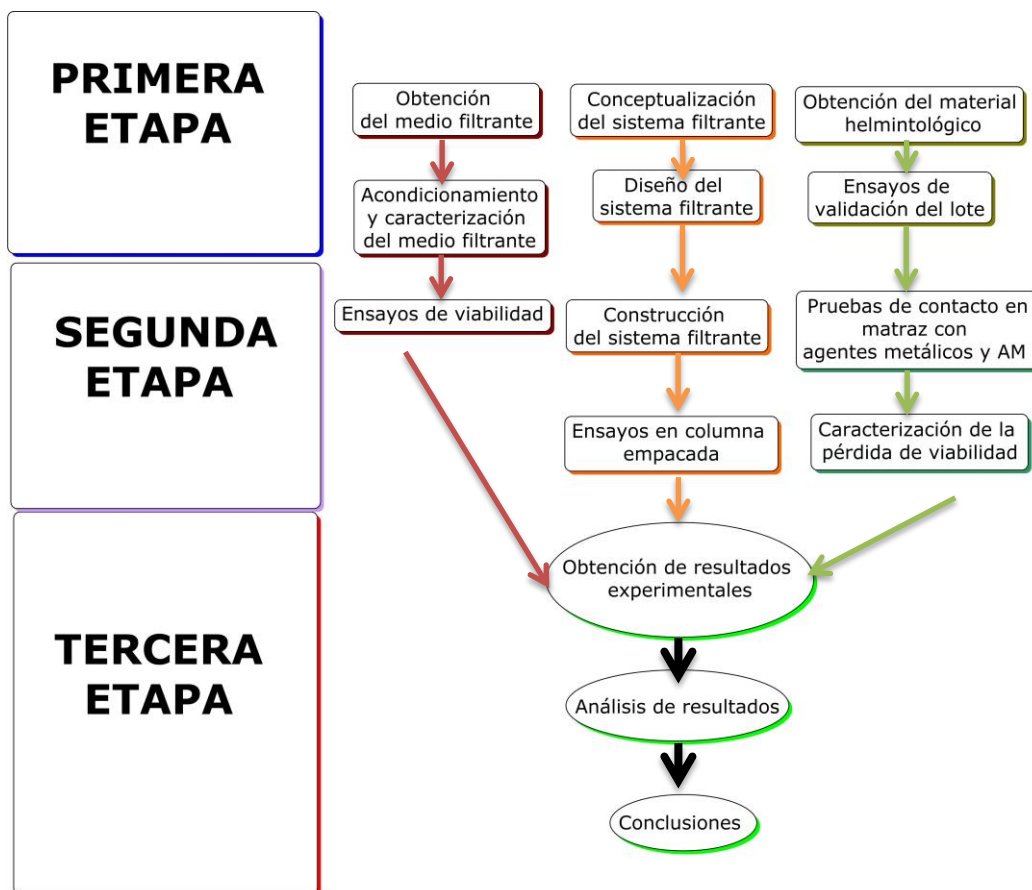 PRIMERA
ETAPA
Obtención
del medio filtrante
Conceptualización
del sistema filtrante
Obtención del material
helmintológico
Acondicionamiento
y caracterización
del medio filtrante
Diseño del
sistema filtrante
Ensayos de
validación del lote
SEGUNDA
ETAPA
Ensayos de viabilidad
Construcción
del sistema filtrante
Pruebas de contacto en
matraz con
agentes metálicos y AM
Ensayos en columna
empacada
Caracterización de la
pérdida de viabilidad
TERCERA
ETAPA
Obtención de resultados
experimentales
Análisis de resultados
Conclusiones